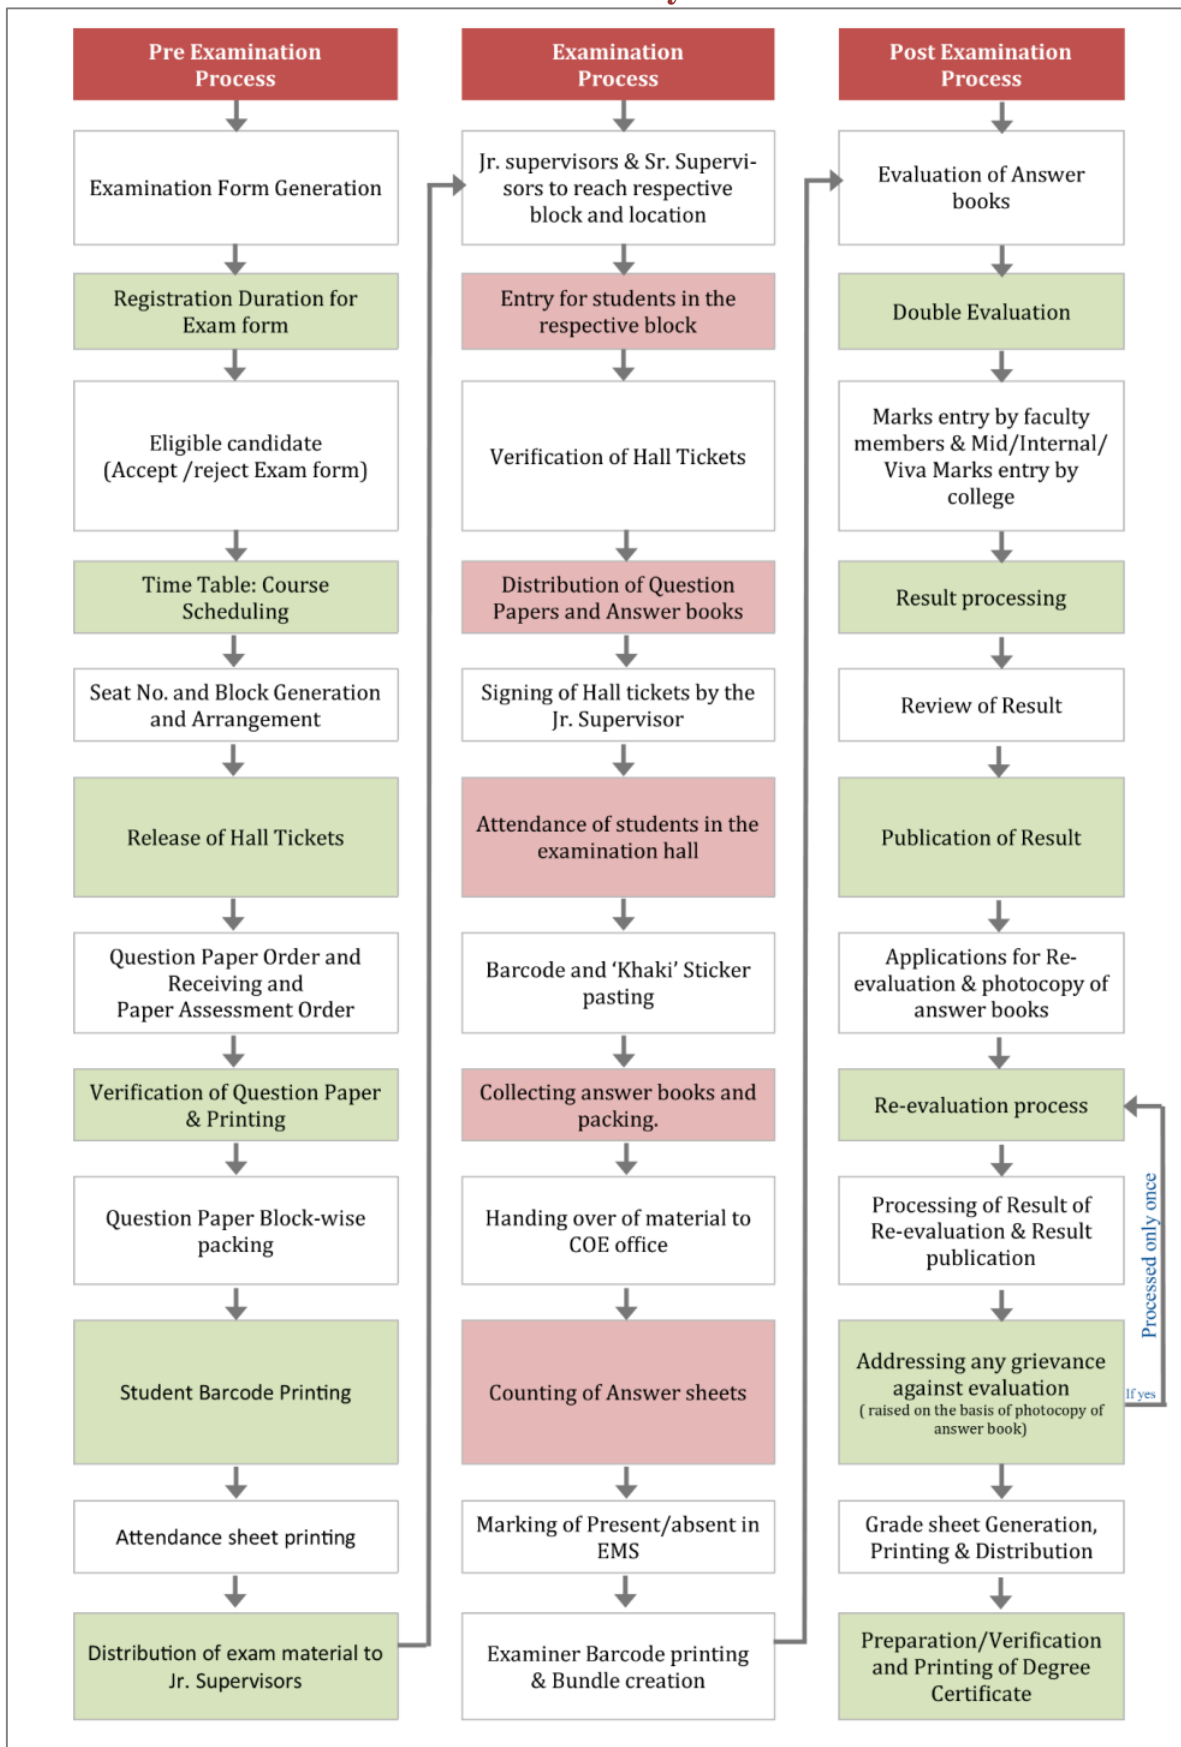 Pre Examination
Process
Examination Form Generation
Registration Duration for
Exam form
Eligible candidate
(Accept /reject Exam form)
Time Table: Course
Scheduling
Seat No. and Block Generation
and Arrangement
Release of Hall Tickets
Question Paper Order and
Receiving and
Paper Assessment Order
Verification of Question Paper
& Printing
Question Paper Block-wise
packing
Student Barcode Printing
Attendance sheet printing
Distribution of exam material to
Jr. Supervisors
Examination
Process
Jr. supervisors & Sr. Supervi-
sors to reach respective
block and location
Entry for students in the
respective block
Verification of Hall Tickets
Distribution of Question
Papers and Answer books
Signing of Hall tickets by the
Jr. Supervisor
Attendance of students in the
examination hall
Barcode and ‘Khaki’ Sticker
pasting
Collecting answer books and
packing.
Handing over of material to
COE office
Counting of Answer sheets
Marking of Present/absent in
EMS
Examiner Barcode printing
& Bundle creation
Post Examination
Process
Evaluation of Answer
books
Double Evaluation
Marks entry by faculty
members & Mid/Internal/
Viva Marks entry by
college
Result processing
Review of Result
Publication of Result
Applications for Re-
evaluation & photocopy of
answer books
Re-evaluation process
Processing of Result of
Re-evaluation & Result
publication
Addressing any grievance
against evaluation
( raised on the basis of photocopy of
answer book)
If yes
Processed only once
Grade sheet Generation,
Printing & Distribution
Preparation/Verification
and Printing of Degree
Certificate